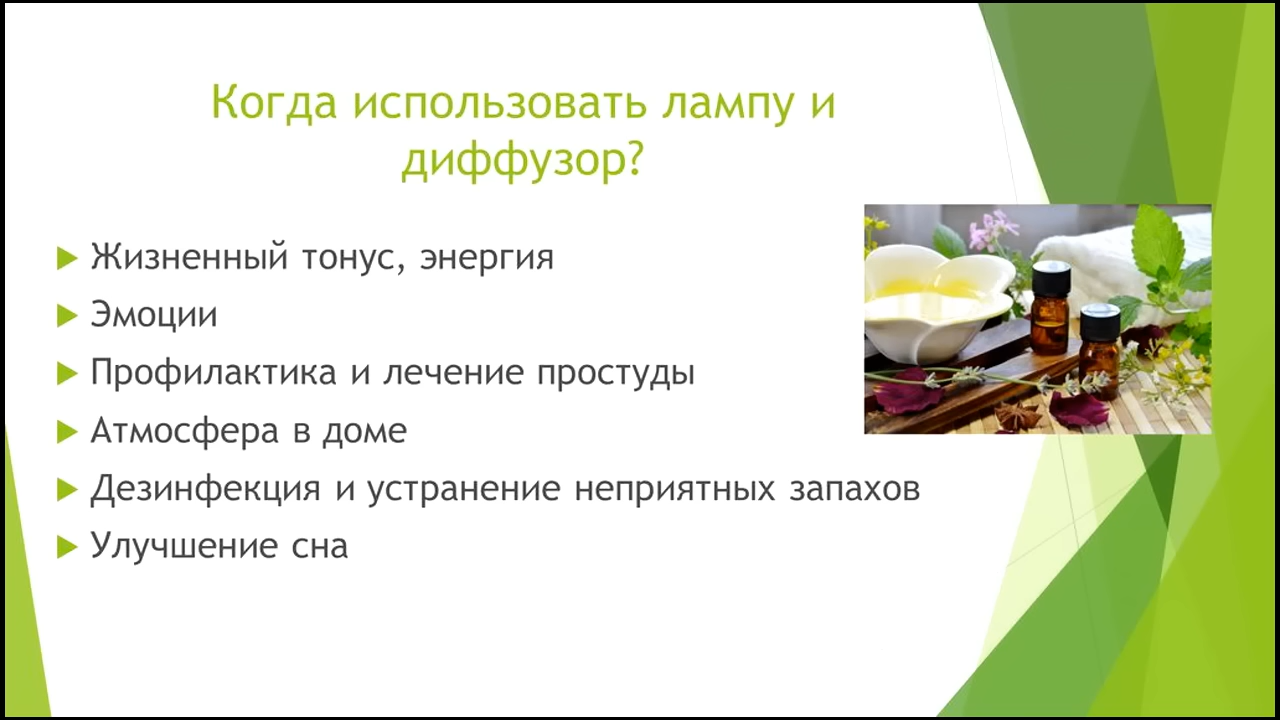 Когда использовать лампу и
диффузор?
Жизненный тонус, энергия
Эмоции
Профилактика и лечение простуды
Атмосфера в доме
Дезинфекция и устранение неприятных запахов
Улучшение сна